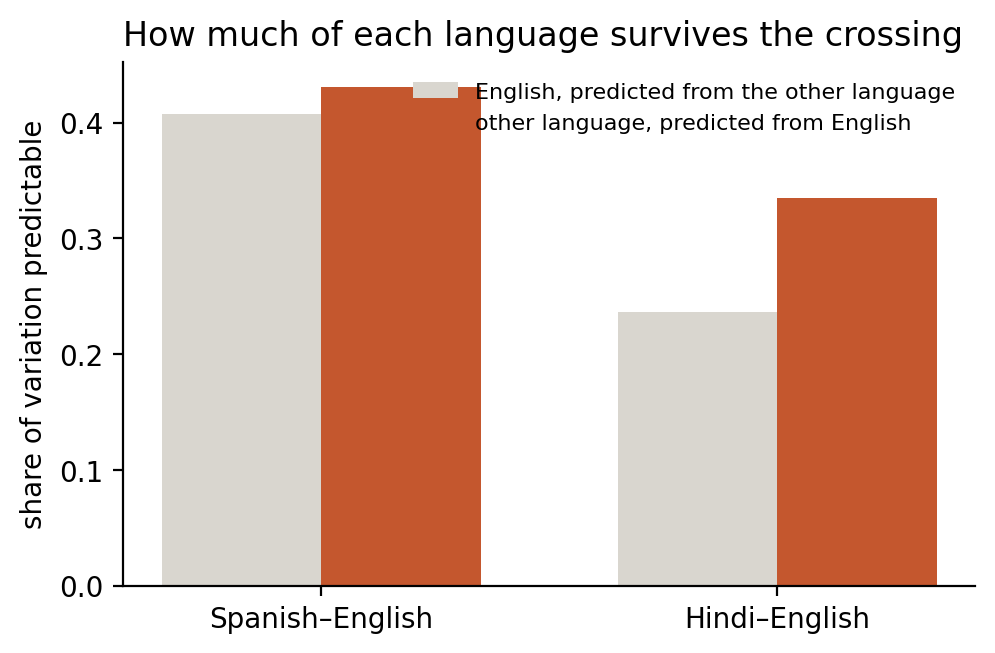 How much of each language survives the crossing
English, predicted from the other language
other language, predicted from English
share of variation predictable
0.4
0.3
0.2
0.1
0.0
Spanish–English
Hindi–English